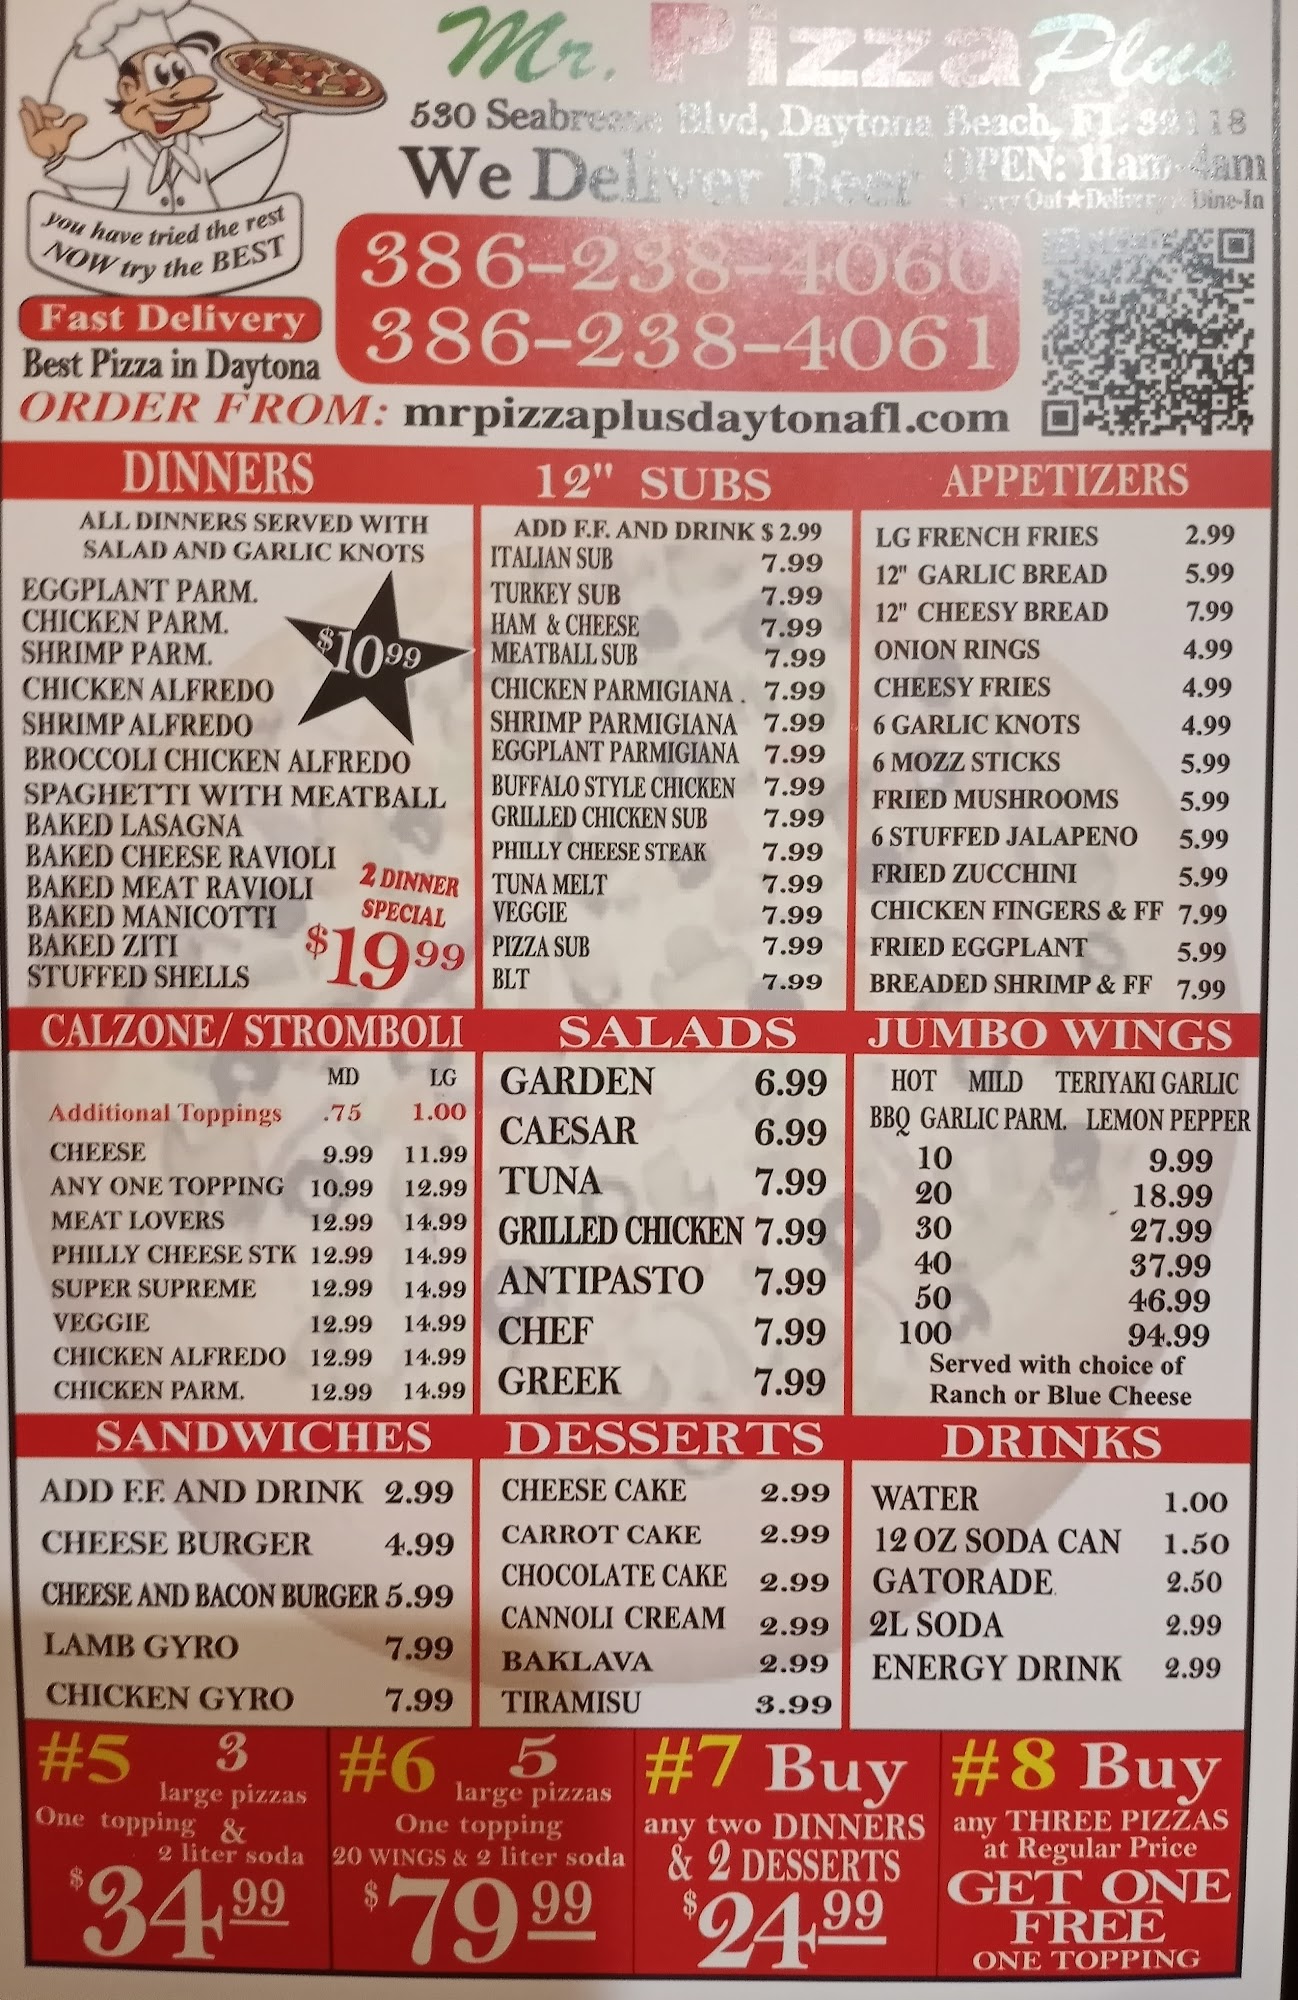 Mr. Pizza Plus
530 Seabreeze Blvd, Daytona Beach, FL 32118
We Deliver Beer
OPEN: 11am-4am
Carry Out★Delivery★Dine-In
you have tried the rest
NOW try the BEST
Fast Delivery
Best Pizza in Daytona
386-238-4060
386-238-4061
ORDER FROM: mrpizzaplusdaytonafl.com
DINNERS
ALL DINNERS SERVED WITH
SALAD AND GARLIC KNOTS
EGGPLANT PARM.
CHICKEN PARM.
SHRIMP PARM.
$10.99
CHICKEN ALFREDO
SHRIMP ALFREDO
BROCCOLI CHICKEN ALFREDO
SPAGHETTI WITH MEATBALL
BAKED LASAGNA
BAKED CHEESE RAVIOLI
BAKED MEAT RAVIOLI
BAKED MANICOTTI
BAKED ZITI
STUFFED SHELLS
2 DINNER
SPECIAL
$19.99
12" SUBS
ADD F.F. AND DRINK $ 2.99
ITALIAN SUB 7.99
TURKEY SUB 7.99
HAM & CHEESE 7.99
MEATBALL SUB 7.99
CHICKEN PARMIGIANA . 7.99
SHRIMP PARMIGIANA 7.99
EGGPLANT PARMIGIANA 7.99
BUFFALO STYLE CHICKEN 7.99
GRILLED CHICKEN SUB 7.99
PHILLY CHEESE STEAK 7.99
TUNA MELT 7.99
VEGGIE 7.99
PIZZA SUB 7.99
BLT 7.99
APPETIZERS
LG FRENCH FRIES 2.99
12" GARLIC BREAD 5.99
12" CHEESY BREAD 7.99
ONION RINGS 4.99
CHEESY FRIES 4.99
6 GARLIC KNOTS 4.99
6 MOZZ STICKS 5.99
FRIED MUSHROOMS 5.99
6 STUFFED JALAPENO 5.99
FRIED ZUCCHINI 5.99
CHICKEN FINGERS & FF 7.99
FRIED EGGPLANT 5.99
BREADED SHRIMP & FF 7.99
CALZONE/ STROMBOLI
MD LG
Additional Toppings .75 1.00
CHEESE 9.99 11.99
ANY ONE TOPPING 10.99 12.99
MEAT LOVERS 12.99 14.99
PHILLY CHEESE STK 12.99 14.99
SUPER SUPREME 12.99 14.99
VEGGIE 12.99 14.99
CHICKEN ALFREDO 12.99 14.99
CHICKEN PARM. 12.99 14.99
SALADS
GARDEN 6.99
CAESAR 6.99
TUNA 7.99
GRILLED CHICKEN 7.99
ANTIPASTO 7.99
CHEF 7.99
GREEK 7.99
JUMBO WINGS
HOT MILD TERIYAKI GARLIC
BBQ GARLIC PARM. LEMON PEPPER
10 9.99
20 18.99
30 27.99
40 37.99
50 46.99
100 94.99
Served with choice of
Ranch or Blue Cheese
SANDWICHES
ADD F.F. AND DRINK 2.99
CHEESE BURGER 4.99
CHEESE AND BACON BURGER 5.99
LAMB GYRO 7.99
CHICKEN GYRO 7.99
DESSERTS
CHEESE CAKE 2.99
CARROT CAKE 2.99
CHOCOLATE CAKE 2.99
CANNOLI CREAM 2.99
BAKLAVA 2.99
TIRAMISU 3.99
DRINKS
WATER 1.00
12 OZ SODA CAN 1.50
GATORADE 2.50
2L SODA 2.99
ENERGY DRINK 2.99
#5 3
large pizzas
One topping
&
2 liter soda
$34.99
#6 5
large pizzas
One topping
20 WINGS & 2 liter soda
$79.99
#7 Buy
any two DINNERS
& 2 DESSERTS
$24.99
#8 Buy
any THREE PIZZAS
at Regular Price
GET ONE
FREE
ONE TOPPING